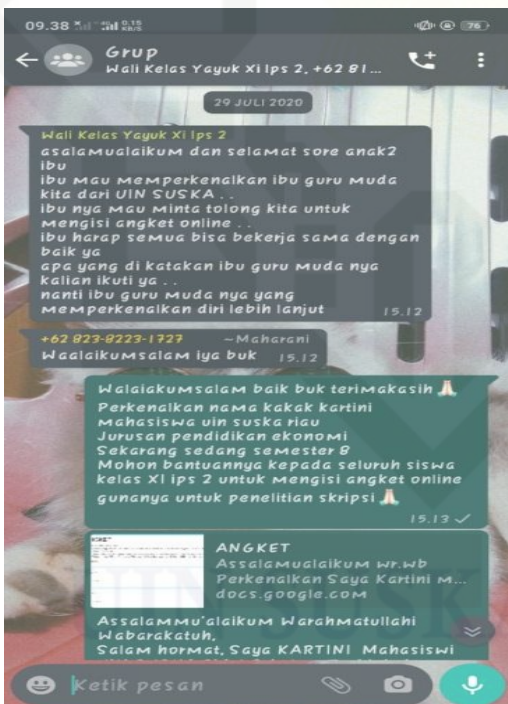 09.38 0.15 KB/S 76
Grup
Wali Kelas Yayuk Xi Ips 2, +62 81...
29 JULI 2020
Wali Kelas Yayuk Xi Ips 2
asalamualaikum dan selamat sore anak2
ibu
ibu mau memperkenalkan ibu guru muda
kita dari UIN SUSKA . .
ibu nya mau minta tolong kita untuk
mengisi angket online . .
ibu harap semua bisa bekerja sama dengan
baik ya
apa yang di katakan ibu guru muda nya
kalian ikuti ya . .
nanti ibu guru muda nya yang
memperkenalkan diri lebih lanjut 15.12
+62 823-8223-1727 ~Maharani
Waalaikumsalam iya buk 15.12
Walaiakumsalam baik buk terimakasih 🙏🏻
Perkenalkan nama kakak kartini
mahasiswa uin suska riau
Jurusan pendidikan ekonomi
Sekarang sedang semester 8
Mohon bantuannya kepada seluruh siswa
kelas XI ips 2 untuk mengisi angket online
gunanya untuk penelitian skripsi 🙏🏻
15.13
ANGKET
Assalamualaikum wr.wb
Perkenalkan Saya Kartini m...
docs.google.com
Assalammu'alaikum Warahmatullahi
Wabarakatuh,
Salam hormat, Saya KARTINI Mahasiswi
UIN SUSK
Ketik pesan